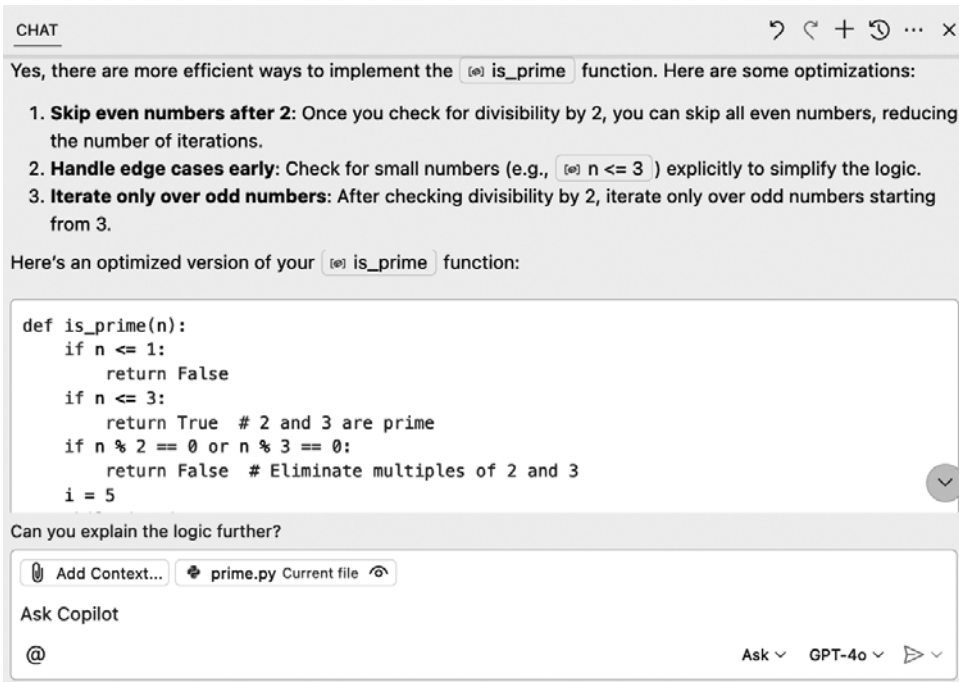 CHAT
Yes, there are more efficient ways to implement the is_prime function. Here are some optimizations:
1. Skip even numbers after 2: Once you check for divisibility by 2, you can skip all even numbers, reducing
the number of iterations.
2. Handle edge cases early: Check for small numbers (e.g., n <= 3 ) explicitly to simplify the logic.
3. Iterate only over odd numbers: After checking divisibility by 2, iterate only over odd numbers starting
from 3.
Here's an optimized version of your is_prime function:
def is_prime(n):
    if n <= 1:
        return False
    if n <= 3:
        return True  # 2 and 3 are prime
    if n % 2 == 0 or n % 3 == 0:
        return False  # Eliminate multiples of 2 and 3
    i = 5
Can you explain the logic further?
Add Context... prime.py Current file
Ask Copilot
@ Ask GPT-4o